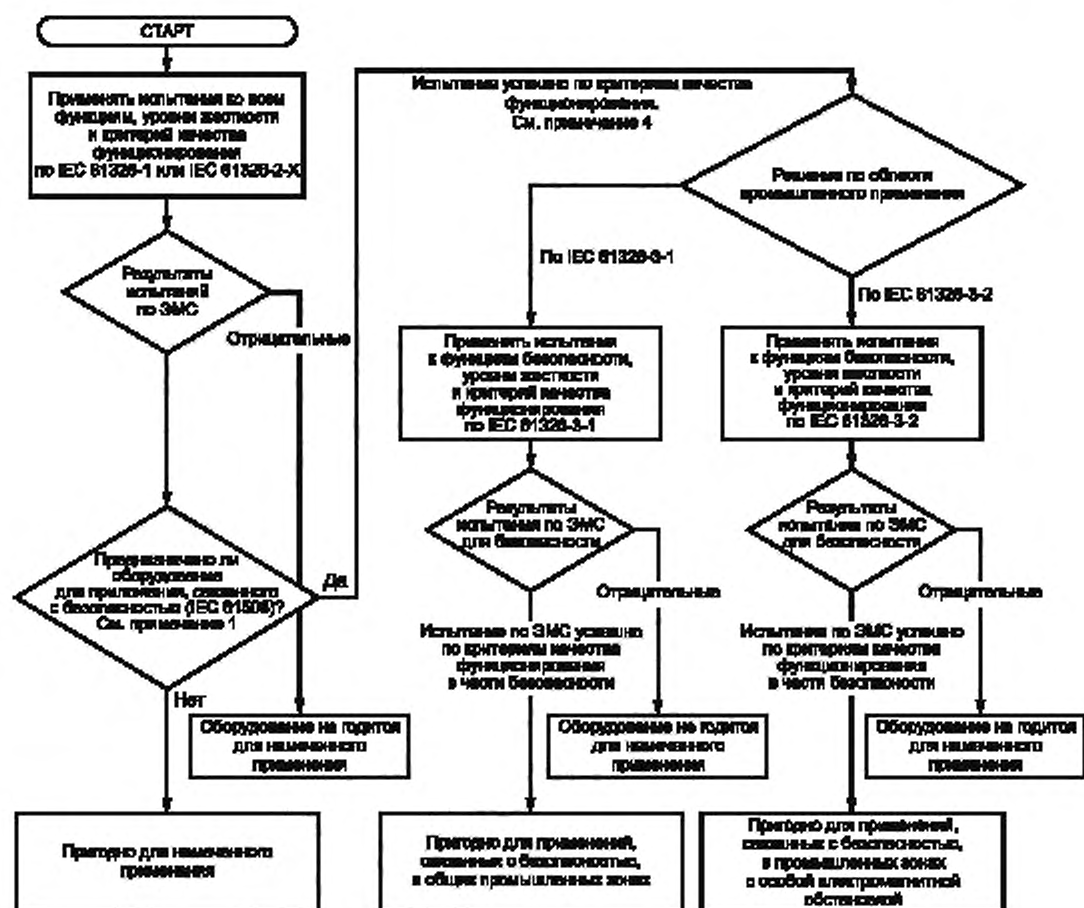 СТАРТ
Применять испытания ко всем
функциям, уровни жесткости
и критерий качества
функционирования
по IEC 61326-1 или IEC 61326-2-X
Результаты
испытаний
по ЭМС
Отрицательные
Предназначено ли
оборудование
для приложения, связанного
с безопасностью (IEC 61508)?
См. примечание 1
Да
Нет
Оборудование не годится
для намеченного
применения
Пригодно для намеченного
применения
Испытания успешно по критериям качества
функционирования.
См. примечание 4
Решения по области
промышленного применения
По IEC 61326-3-1
По IEC 61326-3-2
Применять испытания
к функциям безопасности,
уровни жесткости
и критерий качества
функционирования
по IEC 61326-3-1
Результаты
испытания по ЭМС
для безопасности
Отрицательные
Испытание по ЭМС успешно
по критериям качества
функционирования
в части безопасности
Оборудование не годится
для намеченного
применения
Пригодно для применений,
связанных с безопасностью,
в общих промышленных зонах
Применять испытания
к функциям безопасности,
уровни жесткости
и критерий качества
функционирования
по IEC 61326-3-2
Результаты
испытания по ЭМС
для безопасности
Отрицательные
Испытания по ЭМС успешно
по критериям качества
функционирования
в части безопасности
Оборудование не годится
для намеченного
применения
Пригодно для применений,
связанных с безопасностью,
в промышленных зонах
с особой электромагнитной
обстановкой